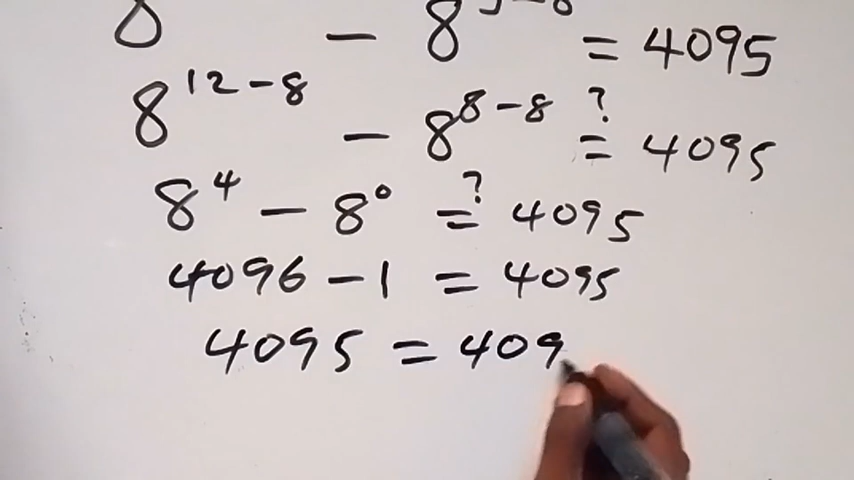 8 - 8 = 4095
8^{12-8} - 8^{8-8} ?= 4095
8^4 - 8^0 ?= 4095
4096 - 1 = 4095
4095 = 409